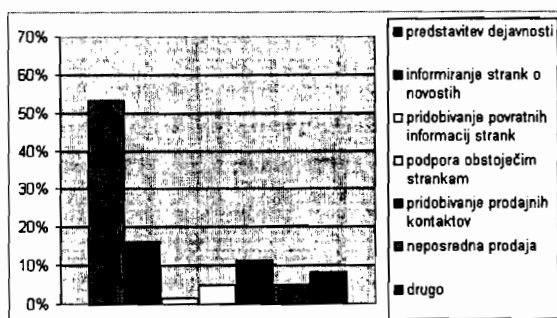 70%
60%
50%
40%
30%
20%
10%
0%
predstavitev dejavnosti
informiranje strank o
novostih
pridobivanje povratnih
informacij strank
podpora obstoječim
strankam
pridobivanje prodajnih
kontaktov
neposredna prodaja
drugo